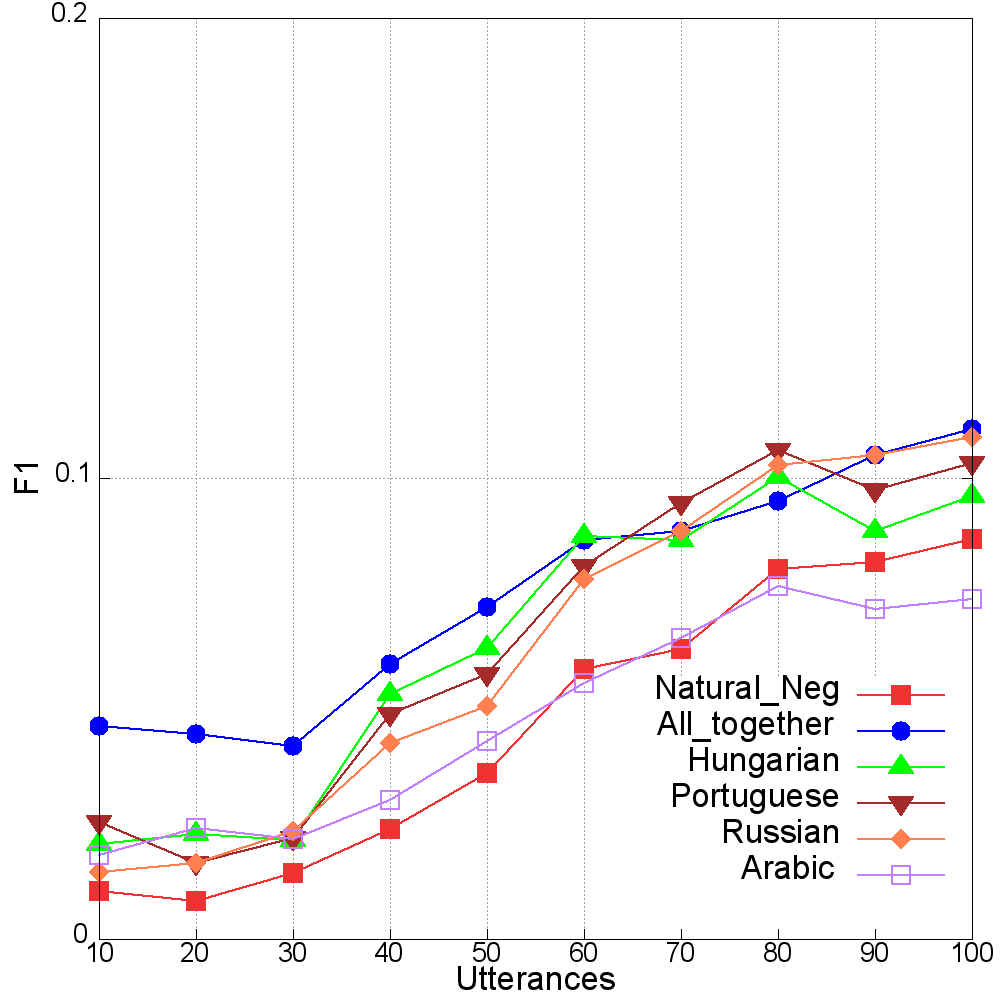 0.2
0.1
0
F1
10 20 30 40 50 60 70 80 90 100
Utterances
Natural_Neg
All_together
Hungarian
Portuguese
Russian
Arabic